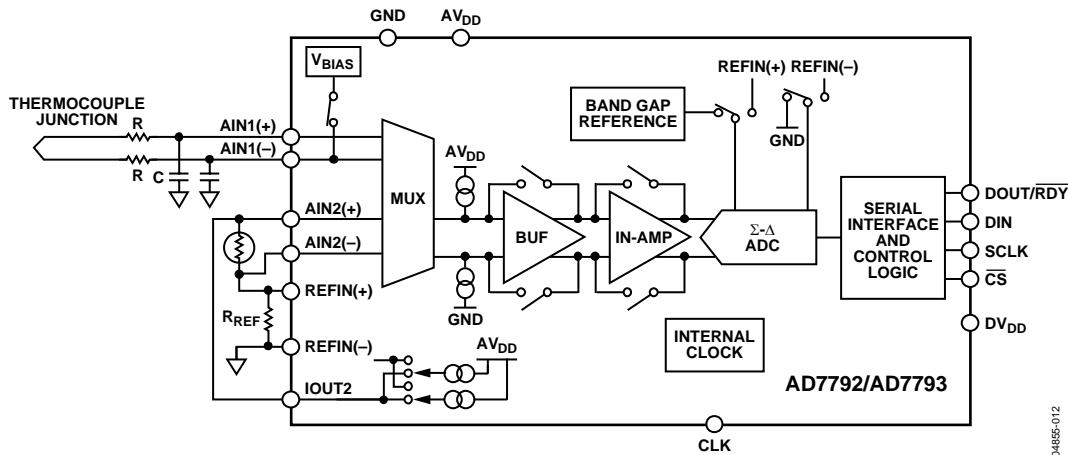 GND
AVDD
VBIAS
REFIN(+) REFIN(–)
BAND GAP
REFERENCE
GND
THERMOCOUPLE
JUNCTION
R
AIN1(+)
AIN1(–)
R
C
MUX
AVDD
AIN2(+)
AIN2(–)
BUF
IN-AMP
Σ-Δ
ADC
SERIAL
INTERFACE
AND
CONTROL
LOGIC
DOUT/RDY
DIN
SCLK
CS
DVDD
REFIN(+)
RREF
GND
REFIN(–)
AVDD
INTERNAL
CLOCK
IOUT2
AD7792/AD7793
CLK
04855-012